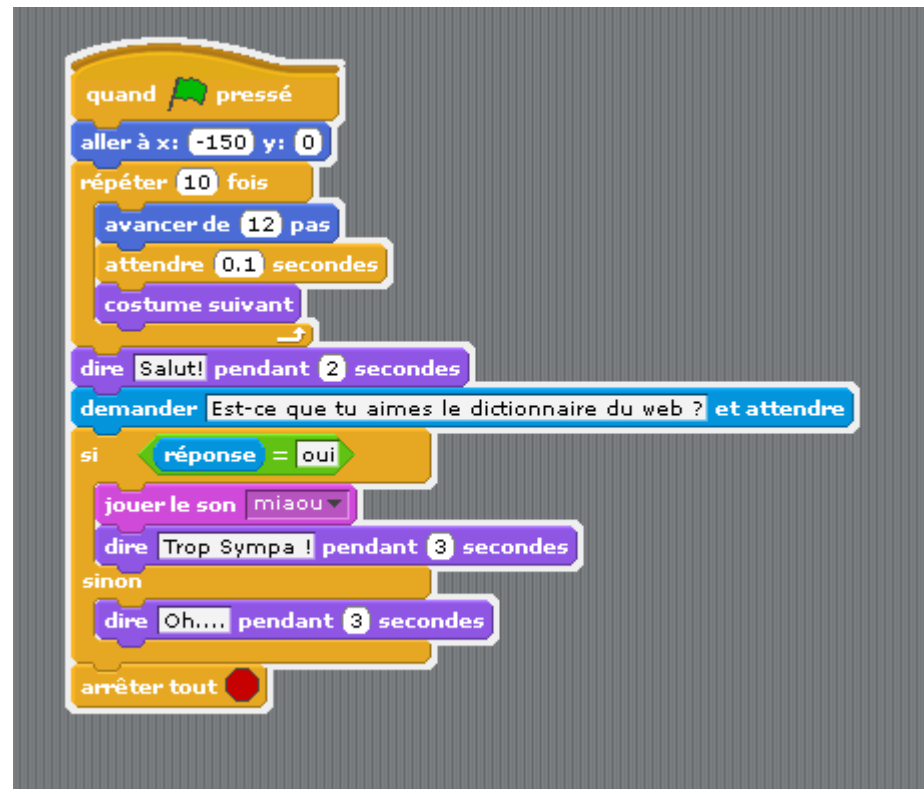 quand pressé
aller à x: -150 y: 0
répéter 10 fois
avancer de 12 pas
attendre 0.1 secondes
costume suivant
dire Salut! pendant 2 secondes
demander Est-ce que tu aimes le dictionnaire du web ? et attendre
si réponse = oui
jouer le son miaou
dire Trop Sympa ! pendant 3 secondes
sinon
dire Oh.... pendant 3 secondes
arrêter tout